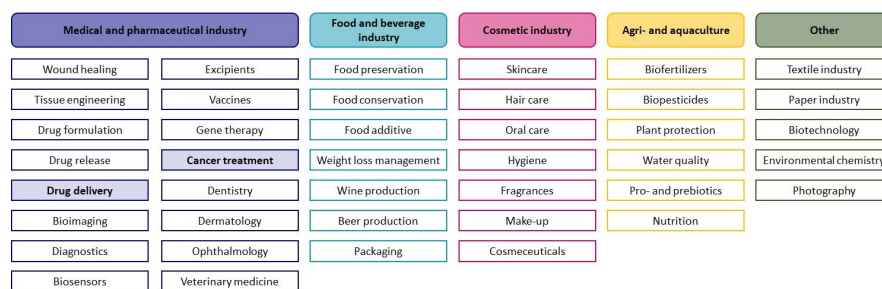 Medical and pharmaceutical industry
Food and beverage
industry
Cosmetic industry
Agri- and aquaculture
Other
Wound healing
Excipients
Food preservation
Skincare
Biofertilizers
Textile industry
Tissue engineering
Vaccines
Food conservation
Hair care
Biopesticides
Paper industry
Drug formulation
Gene therapy
Food additive
Oral care
Plant protection
Biotechnology
Drug release
Cancer treatment
Weight loss management
Hygiene
Water quality
Environmental chemistry
Drug delivery
Dentistry
Wine production
Fragrances
Pro- and prebiotics
Photography
Bioimaging
Dermatology
Beer production
Make-up
Nutrition
Diagnostics
Ophthalmology
Packaging
Cosmeceuticals
Biosensors
Veterinary medicine